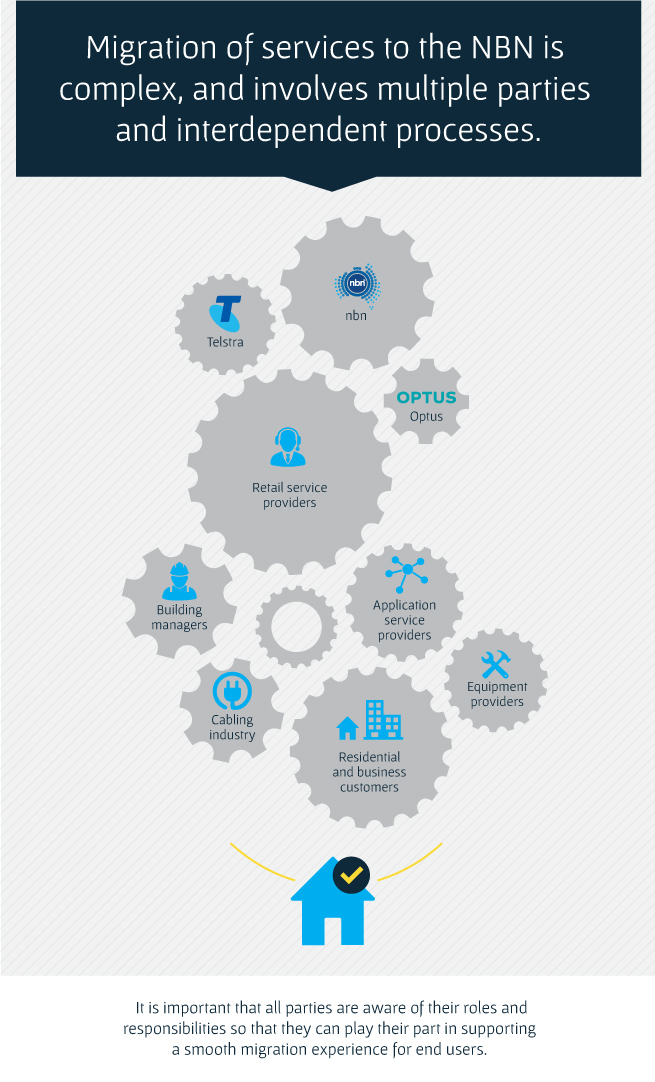 Migration of services to the NBN is
complex, and involves multiple parties
and interdependent processes.
nbn
nbn
T
Telstra
OPTUS
Optus
Retail service
providers
Building
managers
Application
service
providers
Equipment
providers
Cabling
industry
Residential
and business
customers
It is important that all parties are aware of their roles and
responsibilities so that they can play their part in supporting
a smooth migration experience for end users.